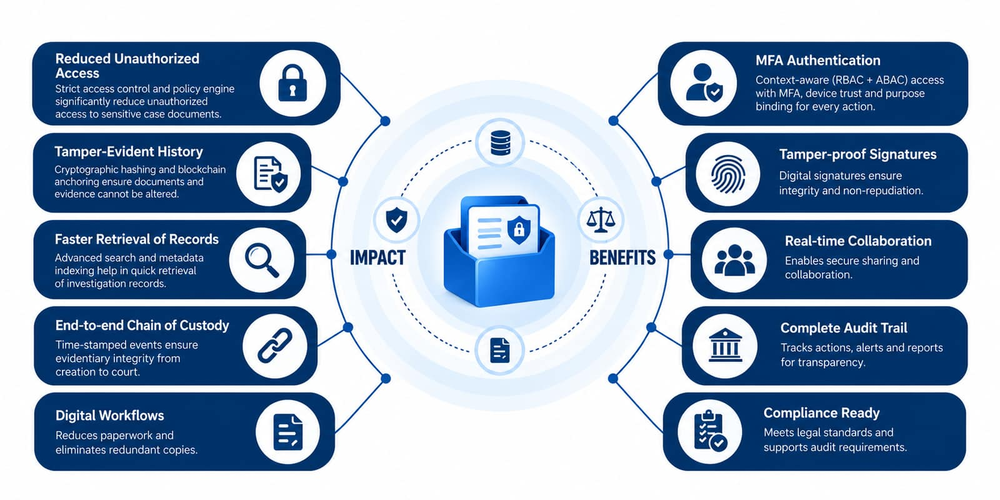 Reduced Unauthorized
Access
Strict access control and policy engine
significantly reduce unauthorized
access to sensitive case documents.
Tamper-Evident History
Cryptographic hashing and blockchain
anchoring ensure documents and
evidence cannot be altered.
Faster Retrieval of Records
Advanced search and metadata
indexing help in quick retrieval
of investigation records.
End-to-end Chain of Custody
Time-stamped events ensure
evidentiary integrity from
creation to court.
Digital Workflows
Reduces paperwork and
eliminates redundant copies.
IMPACT
BENEFITS
MFA Authentication
Context-aware (RBAC + ABAC) access
with MFA, device trust and purpose
binding for every action.
Tamper-proof Signatures
Digital signatures ensure
integrity and non-repudiation.
Real-time Collaboration
Enables secure sharing and
collaboration.
Complete Audit Trail
Tracks actions, alerts and reports
for transparency.
Compliance Ready
Meets legal standards and
supports audit requirements.